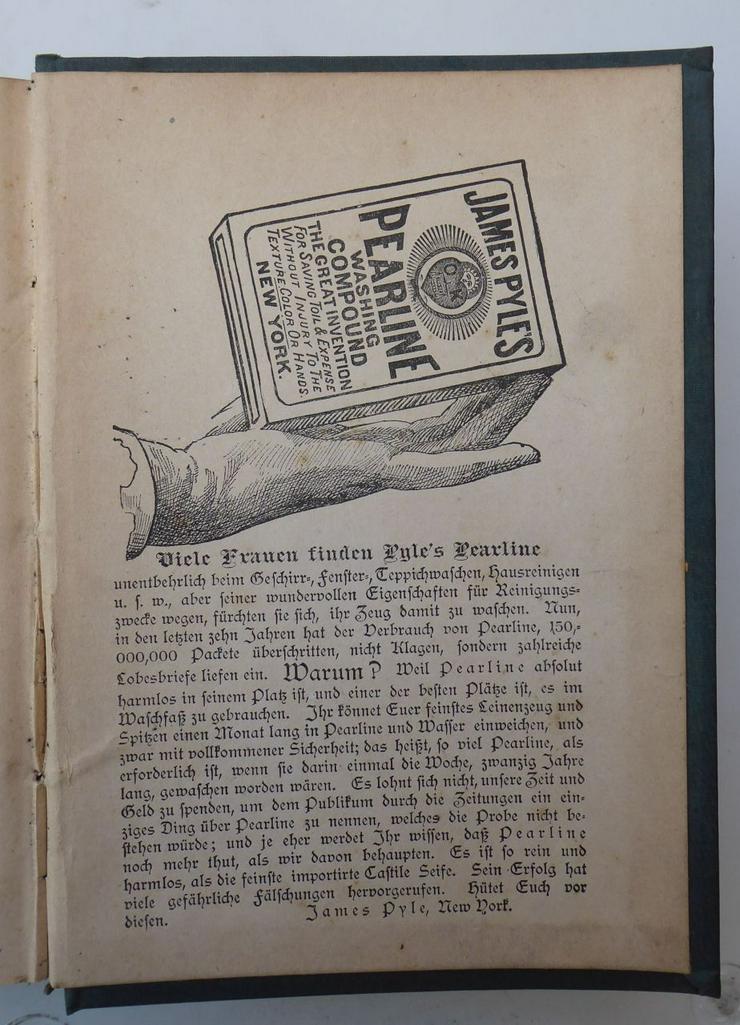 JAMES PYLE'S
O K
PEARLINE
WASHING
COMPOUND
THE GREAT INVENTION
FOR SAVING TOIL & EXPENSE
WITHOUT INJURY TO THE
TEXTURE COLOR OR HANDS.
NEW YORK.
Viele Frauen finden Pyle's Pearline
unentbehrlich beim Geschirr-, Fenster-, Teppichwaschen, Hausreinigen
u. s. w., aber seiner wundervollen Eigenschaften für Reinigungs-
zwecke wegen, fürchten sie sich, ihr Zeug damit zu waschen. Nun,
in den letzten zehn Jahren hat der Verbrauch von Pearline, 150,-
000,000 Packete überschritten, nicht Klagen, sondern zahlreiche
Lobesbriefe liefen ein. Warum? Weil Pearline absolut
harmlos in seinem Platz ist, und einer der besten Plätze ist, es im
Waschfaß zu gebrauchen. Ihr könnet Euer feinstes Leinenzeug und
Spitzen einen Monat lang in Pearline und Wasser einweichen, und
zwar mit vollkommener Sicherheit; das heißt, so viel Pearline, als
erforderlich ist, wenn sie darin einmal die Woche, zwanzig Jahre
lang, gewaschen worden wären. Es lohnt sich nicht, unsere Zeit und
Geld zu spenden, um dem Publikum durch die Zeitungen ein ein-
ziges Ding über Pearline zu nennen, welches die Probe nicht be-
stehen würde; und je eher werdet Ihr wissen, daß Pearline
noch mehr thut, als wir davon behaupten. Es ist so rein und
harmlos, als die feinste importirte Castile Seife. Sein Erfolg hat
viele gefährliche Fälschungen hervorgerufen. Hütet Euch vor
diesen. James Pyle, New York.